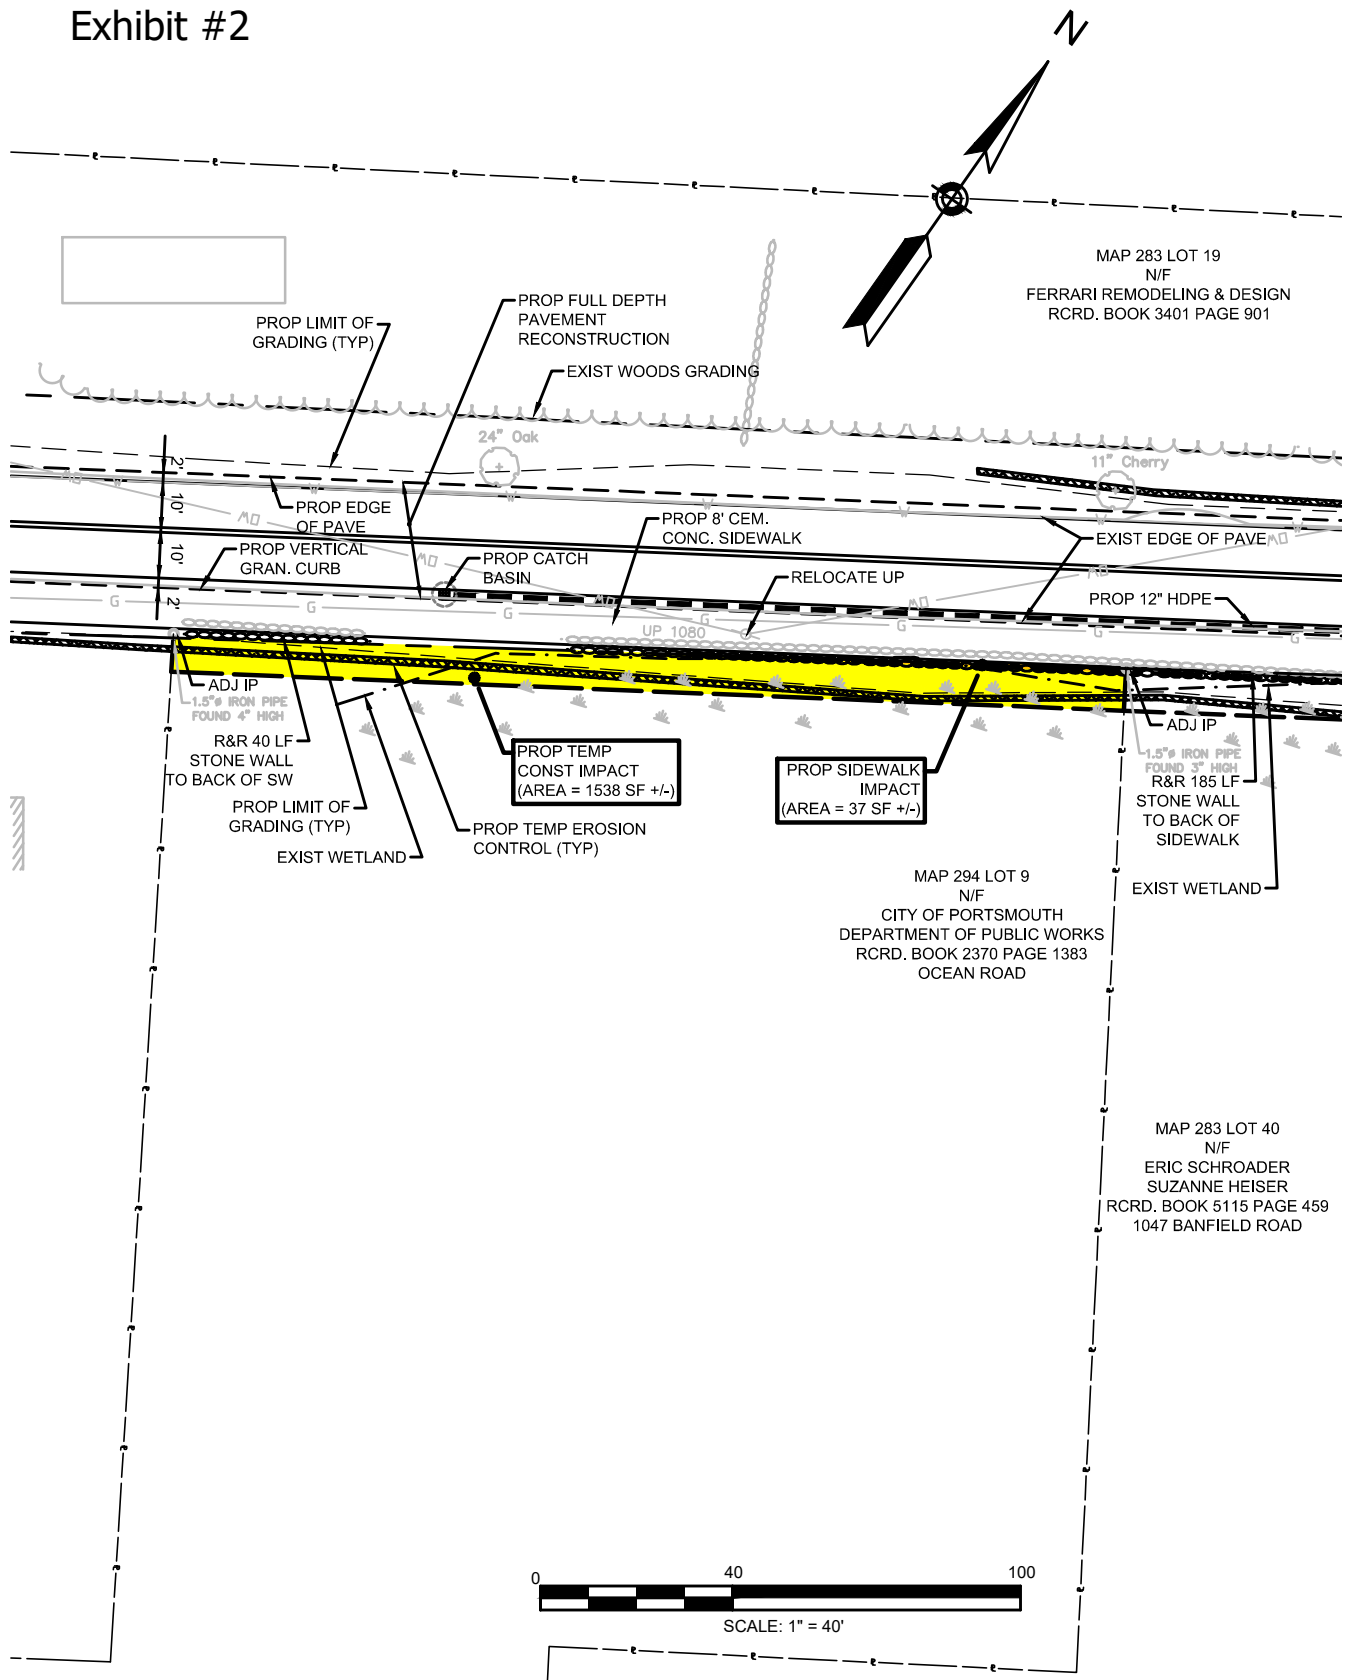 Exhibit #2
N
MAP 283 LOT 19
N/F
FERRARI REMODELING & DESIGN
RCRD. BOOK 3401 PAGE 901
PROP LIMIT OF
GRADING (TYP)
PROP FULL DEPTH
PAVEMENT
RECONSTRUCTION
EXIST WOODS GRADING
24" Oak
11" Cherry
2'
10'
10'
2'
W
W
W
W
W
OW
OW
OW
OW
OW
OW
OW
PROP EDGE
OF PAVE
PROP VERTICAL
GRAN. CURB
PROP CATCH
BASIN
PROP 8' CEM.
CONC. SIDEWALK
EXIST EDGE OF PAVE
RELOCATE UP
PROP 12" HDPE
G
G
G
G
G
G
G
UP 1080
ADJ IP
1.5"ø IRON PIPE
FOUND 4" HIGH
R&R 40 LF
STONE WALL
TO BACK OF SW
PROP LIMIT OF
GRADING (TYP)
EXIST WETLAND
PROP TEMP
CONST IMPACT
(AREA = 1538 SF +/-)
PROP TEMP EROSION
CONTROL (TYP)
PROP SIDEWALK
IMPACT
(AREA = 37 SF +/-)
ADJ IP
1.5"ø IRON PIPE
FOUND 3" HIGH
R&R 185 LF
STONE WALL
TO BACK OF
SIDEWALK
EXIST WETLAND
MAP 294 LOT 9
N/F
CITY OF PORTSMOUTH
DEPARTMENT OF PUBLIC WORKS
RCRD. BOOK 2370 PAGE 1383
OCEAN ROAD
MAP 283 LOT 40
N/F
ERIC SCHROADER
SUZANNE HEISER
RCRD. BOOK 5115 PAGE 459
1047 BANFIELD ROAD
0 40 100
SCALE: 1" = 40'